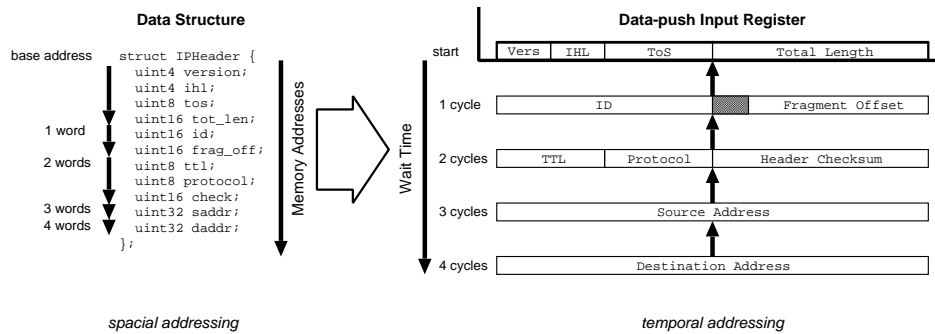 Data Structure
base address
struct IPHeader {
uint4 version;
uint4 ihl;
uint8 tos;
uint16 tot_len;
1 word
uint16 id;
uint16 frag_off;
2 words
uint8 ttl;
uint8 protocol;
uint16 check;
3 words
uint32 saddr;
4 words
uint32 daddr;
};
Memory Addresses
spacial addressing
Data-push Input Register
Wait Time
start
Vers IHL ToS Total Length
1 cycle
ID Fragment Offset
2 cycles
TTL Protocol Header Checksum
3 cycles
Source Address
4 cycles
Destination Address
temporal addressing